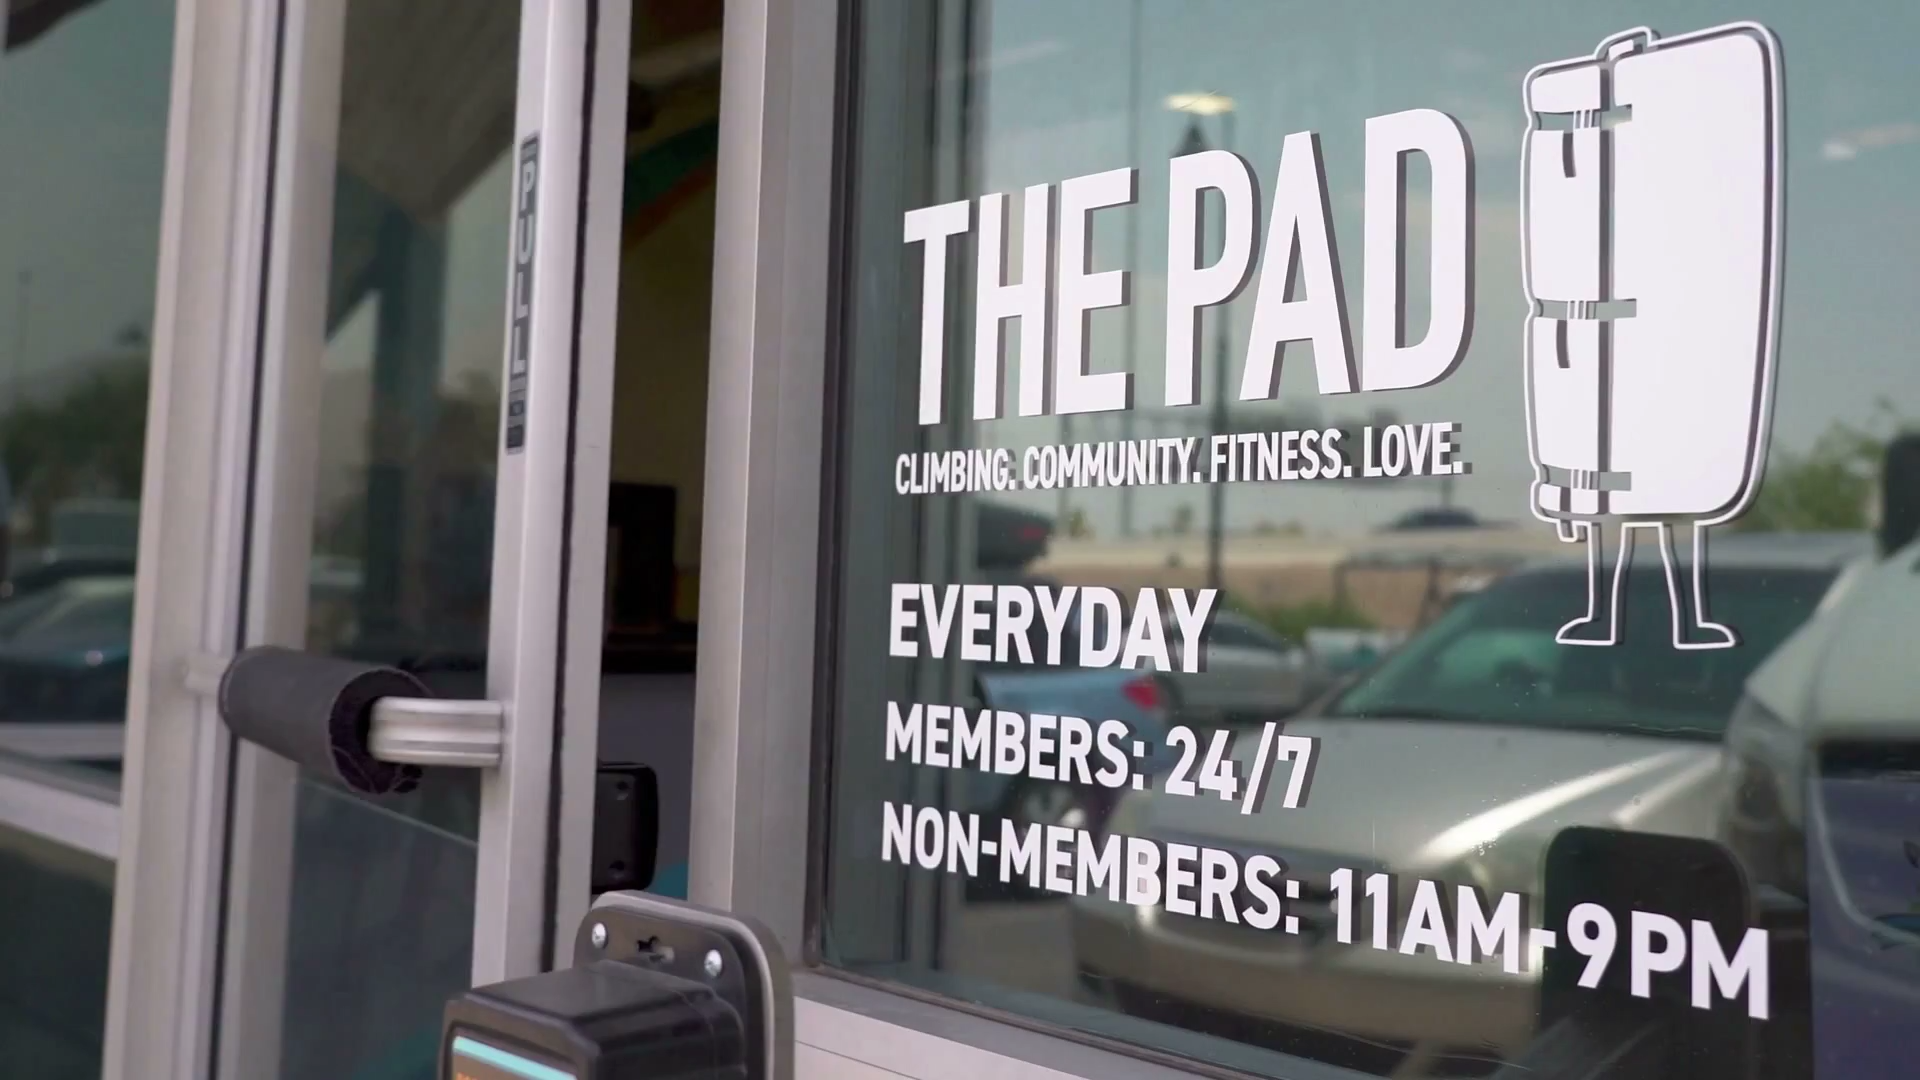 PULL
THE PAD
CLIMBING. COMMUNITY. FITNESS. LOVE.
EVERYDAY
MEMBERS: 24/7
NON-MEMBERS: 11AM-9PM